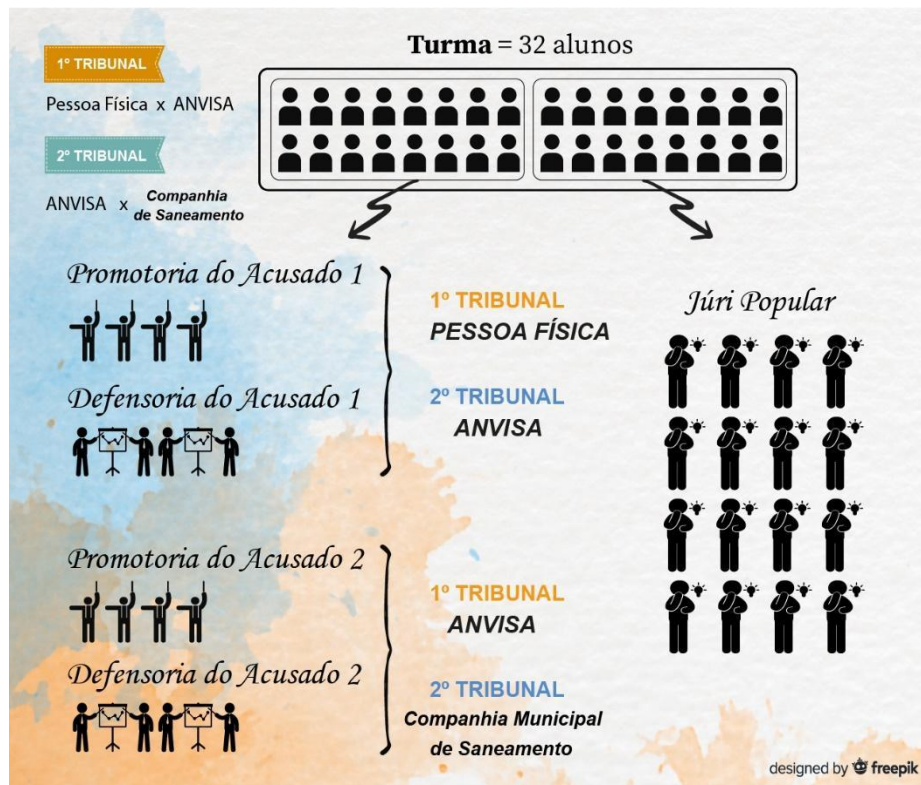 Turma = 32 alunos
1º TRIBUNAL
Pessoa Física x ANVISA
2º TRIBUNAL
ANVISA x Companhia
de Saneamento
Promotoria do Acusado 1
Defensoria do Acusado 1
1º TRIBUNAL
PESSOA FÍSICA
2º TRIBUNAL
ANVISA
Júri Popular
Promotoria do Acusado 2
Defensoria do Acusado 2
1º TRIBUNAL
ANVISA
2º TRIBUNAL
Companhia Municipal
de Saneamento
designed by freepik